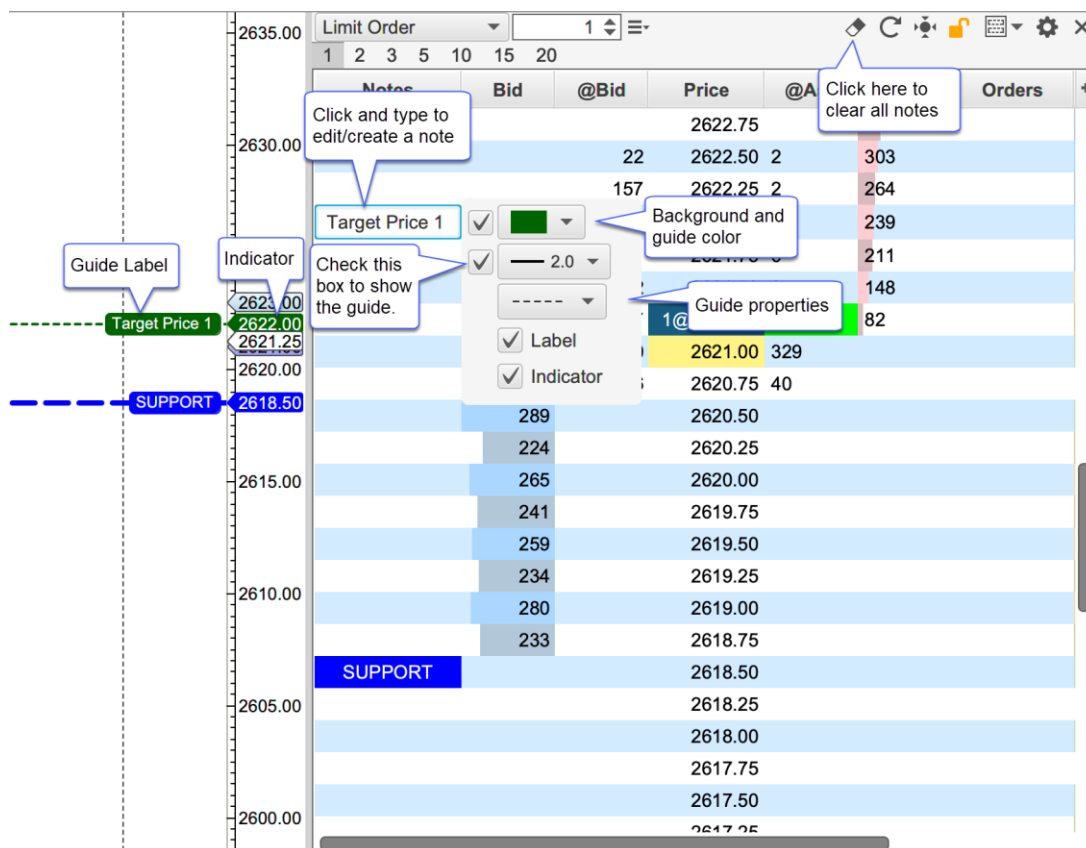 2635.00
Limit Order
1
1 2 3 5 10 15 20
Notes Bid @Bid Price Orders
Click here to
clear all notes
Click and type to
edit/create a note
2630.00
2622.75
22 2622.50 2 303
157 2622.25 2 264
Target Price 1
239
Background and
guide color
211
2.0
148
Guide properties
82
Label
Indicator
Guide Label
Indicator
Check this
box to show
the guide.
2623.00
Target Price 1 2622.00
2621.25
2620.00
SUPPORT 2618.50
1@
2621.00 329
2620.75 40
289 2620.50
224 2620.25
265 2620.00
2615.00
241 2619.75
259 2619.50
234 2619.25
2610.00
280 2619.00
233 2618.75
SUPPORT 2618.50
2605.00
2618.25
2618.00
2617.75
2617.50
2600.00
2617.25